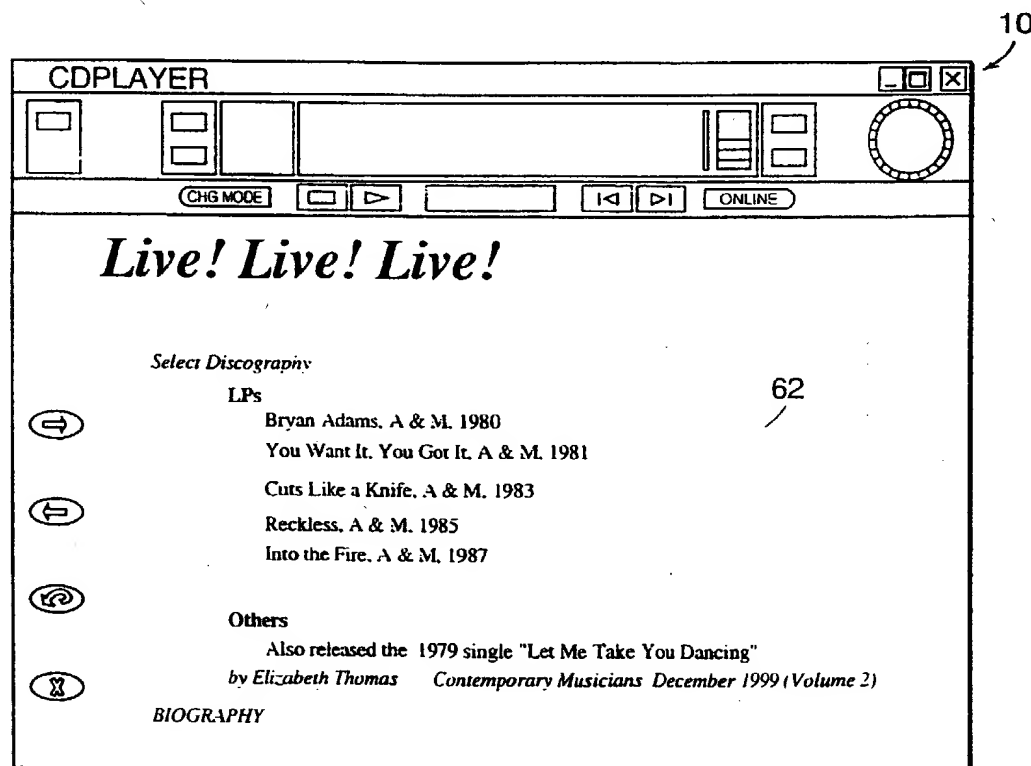 10
CDPLAYER
CHG MODE
ONLINE
Live! Live! Live!
Select Discography
62
LPs
Bryan Adams, A & M. 1980
You Want It. You Got It, A & M. 1981
Cuts Like a Knife, A & M, 1983
Reckless, A & M. 1985
Into the Fire, A & M, 1987
Others
Also released the 1979 single "Let Me Take You Dancing"
by Elizabeth Thomas Contemporary Musicians December 1999 (Volume 2)
BIOGRAPHY